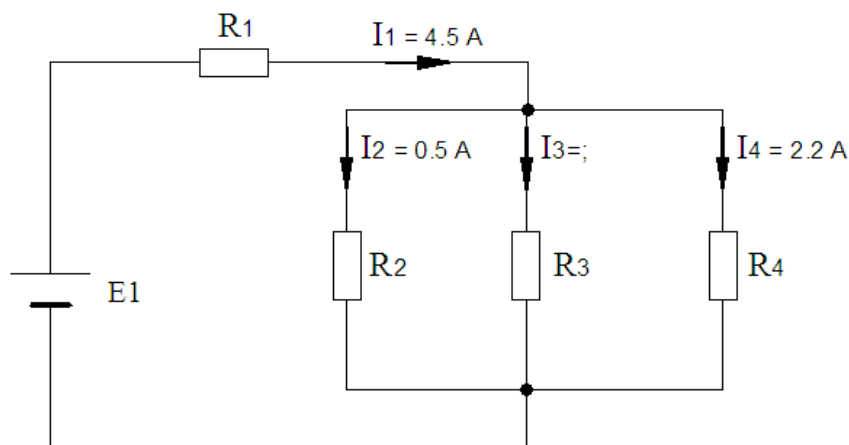 R1
I1 = 4.5 A
I2 = 0.5 A
I3=;
I4 = 2.2 A
R2
R3
R4
E1